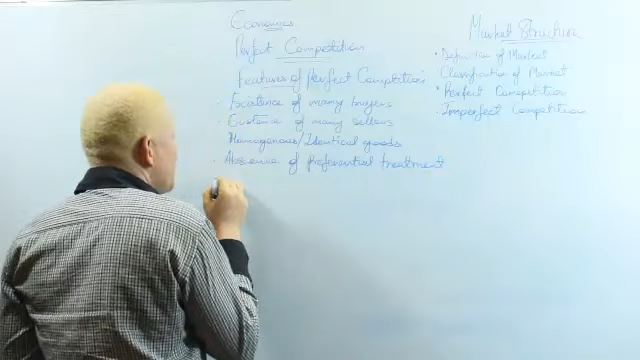 Economics
Perfect Competition
Features of Perfect Competition
Existence of many buyers
Existence of many sellers
Homogenous/Identical goods
Absence of preferential treatment
Market Structure
Definition of Market
Classification of Market
Perfect Competition
Imperfect Competition